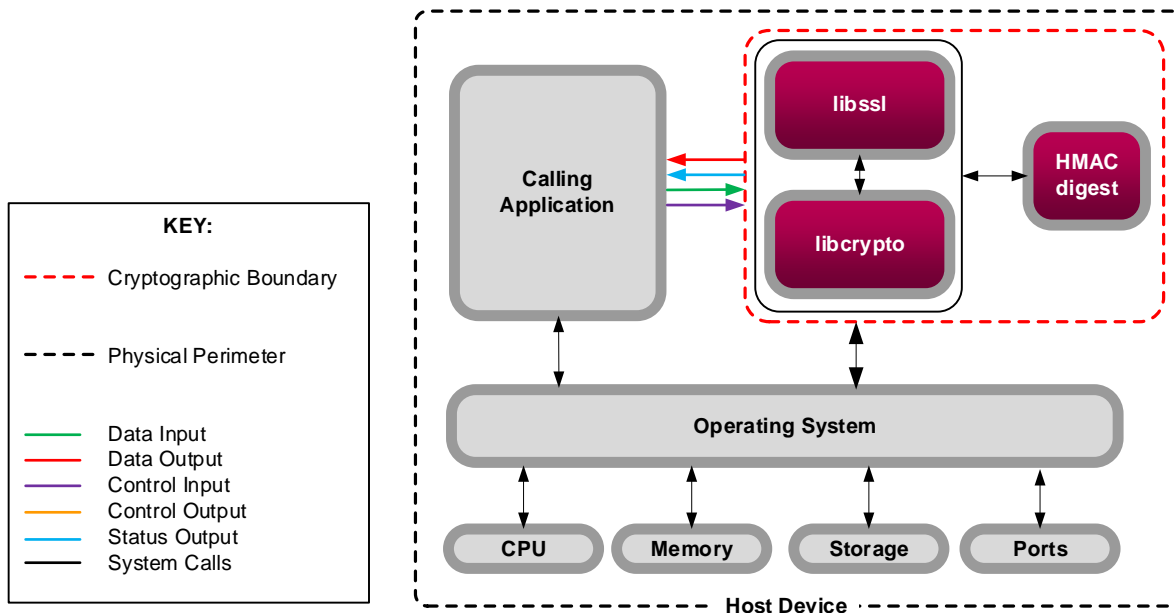 KEY:
Cryptographic Boundary
Physical Perimeter
Data Input
Data Output
Control Input
Control Output
Status Output
System Calls
Calling
Application
libssl
libcrypto
HMAC
digest
Operating System
CPU
Memory
Storage
Ports
Host Device